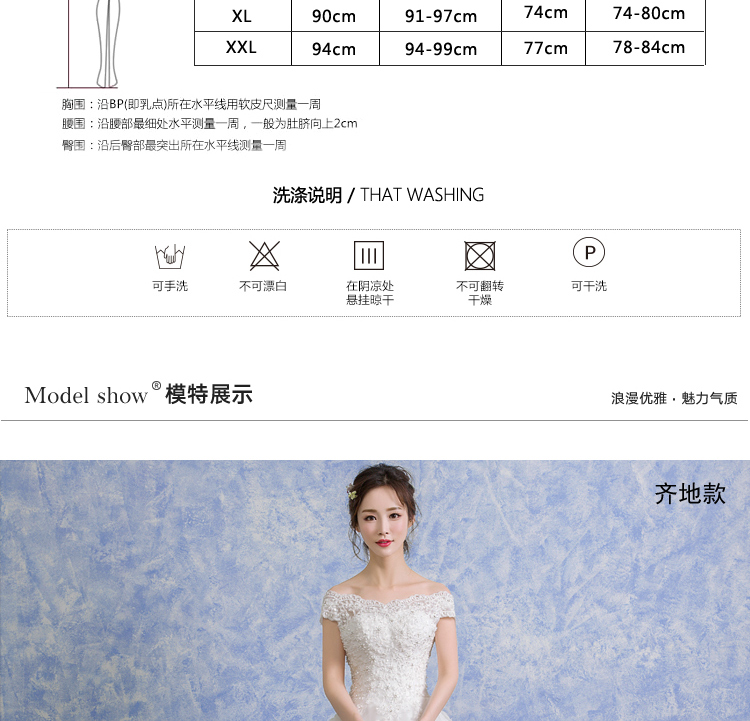 XL 90cm 91-97cm 74cm 74-80cm
XXL 94cm 94-99cm 77cm 78-84cm
胸围：沿BP(即乳点)所在水平线用软皮尺测量一周
腰围：沿腰部最细处水平测量一周，一般为肚脐向上2cm
臀围：沿后臀部最突出所在水平线测量一周
洗涤说明 / THAT WASHING
P
可手洗 不可漂白 在阴凉处 不可翻转 可干洗
悬挂晾干 干燥
Model show® 模特展示 浪漫优雅 · 魅力气质
齐地款